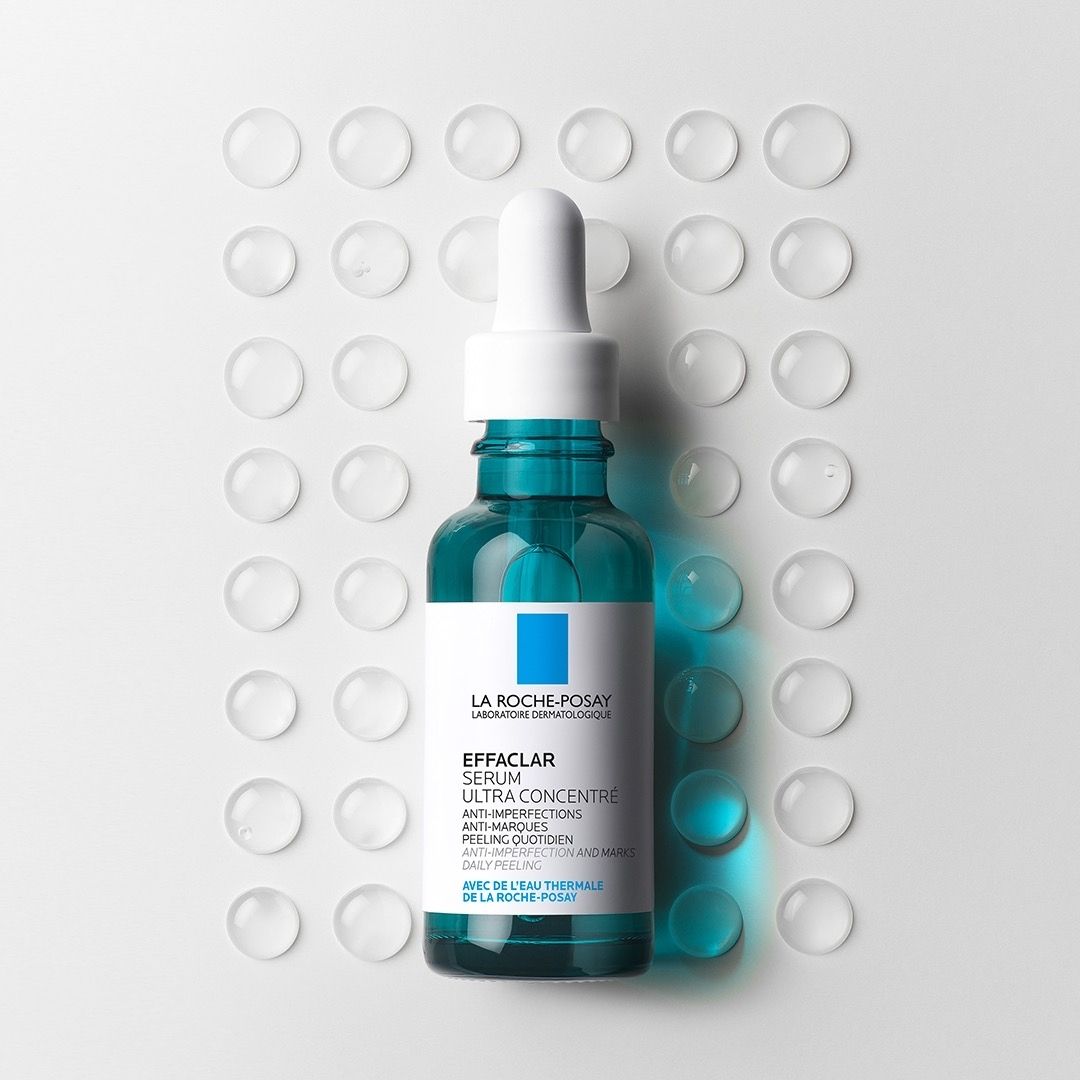 LA ROCHE-POSAY
LABORATOIRE DERMATOLOGIQUE
EFFACLAR
SERUM
ULTRA CONCENTRÉ
ANTI-IMPERFECTIONS
ANTI-MARQUES
PEELING QUOTIDIEN
ANTI-IMPERFECTION AND MARKS
DAILY PEELING
AVEC DE L'EAU THERMALE
DE LA ROCHE-POSAY